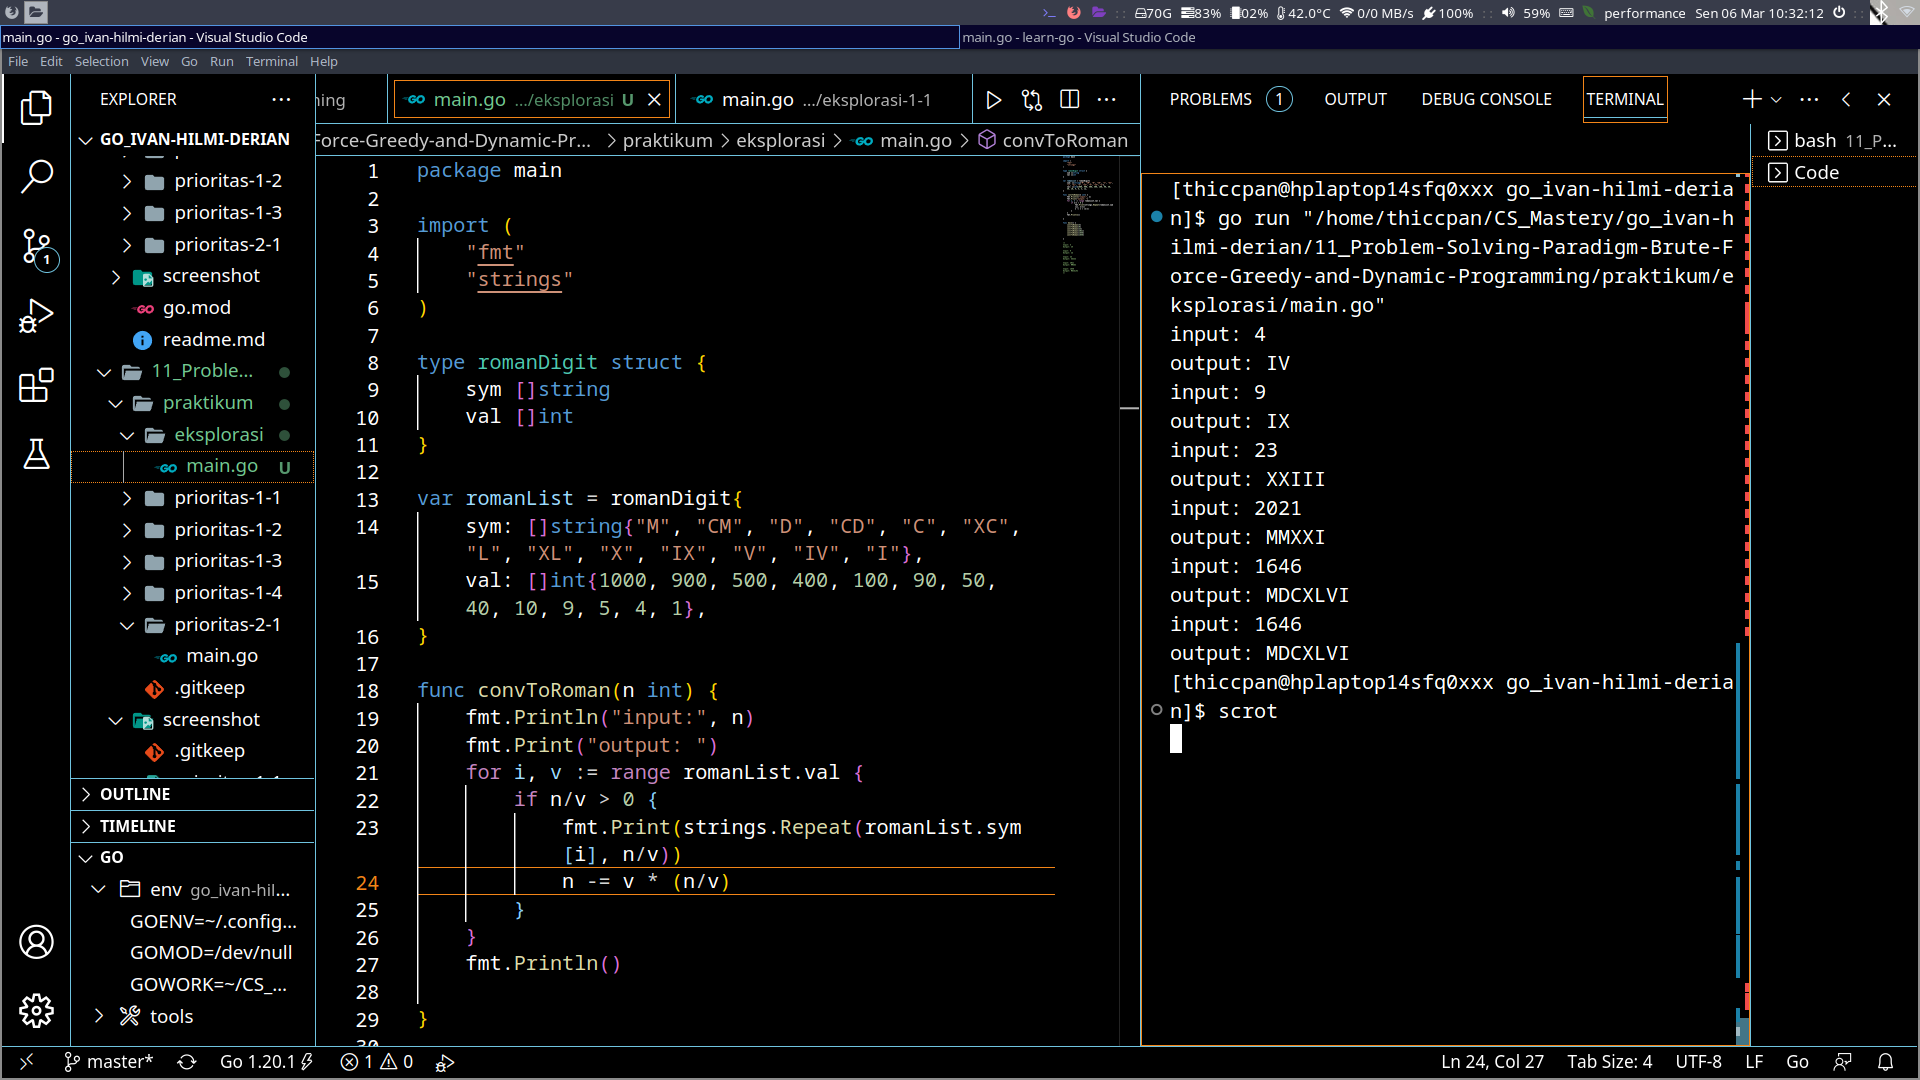 70G 83% 02% 42.0°C 0/0 MB/s 100% 59% performance Sen 06 Mar 10:32:12
main.go - go_ivan-hilmi-derian - Visual Studio Code
main.go - learn-go - Visual Studio Code
File Edit Selection View Go Run Terminal Help
EXPLORER
GO_IVAN-HILMI-DERIAN
prioritas-1-2
prioritas-1-3
prioritas-2-1
screenshot
go.mod
readme.md
11_Proble...
praktikum
eksplorasi
main.go U
prioritas-1-1
prioritas-1-2
prioritas-1-3
prioritas-1-4
prioritas-2-1
main.go
.gitkeep
screenshot
.gitkeep
OUTLINE
TIMELINE
GO
env go_ivan-hil...
GOENV=~/.config...
GOMOD=/dev/null
GOWORK=~/CS_...
tools
main.go .../eksplorasi U
main.go .../eksplorasi-1-1
Force-Greedy-and-Dynamic-Pr... > praktikum > eksplorasi > main.go > convToRoman
1 package main
2
3 import (
4 "fmt"
5 "strings"
6 )
7
8 type romanDigit struct {
9 sym []string
10 val []int
11 }
12
13 var romanList = romanDigit{
14 sym: []string{"M", "CM", "D", "CD", "C", "XC",
"L", "XL", "X", "IX", "V", "IV", "I"},
15 val: []int{1000, 900, 500, 400, 100, 90, 50,
40, 10, 9, 5, 4, 1},
16 }
17
18 func convToRoman(n int) {
19 fmt.Println("input:", n)
20 fmt.Print("output: ")
21 for i, v := range romanList.val {
22 if n/v > 0 {
23 fmt.Print(strings.Repeat(romanList.sym
[i], n/v))
24 n -= v * (n/v)
25 }
26 }
27 fmt.Println()
28
29 }
PROBLEMS 1 OUTPUT DEBUG CONSOLE TERMINAL
[thiccpan@hplaptop14sfq0xxx go_ivan-hilmi-deria
n]$ go run "/home/thiccpan/CS_Mastery/go_ivan-h
ilmi-derian/11_Problem-Solving-Paradigm-Brute-F
orce-Greedy-and-Dynamic-Programming/praktikum/e
ksplorasi/main.go"
input: 4
output: IV
input: 9
output: IX
input: 23
output: XXIII
input: 2021
output: MMXXI
input: 1646
output: MDCXLVI
input: 1646
output: MDCXLVI
[thiccpan@hplaptop14sfq0xxx go_ivan-hilmi-deria
n]$ scrot
bash 11_P...
Code
master* Go 1.20.1 1 0
Ln 24, Col 27 Tab Size: 4 UTF-8 LF Go